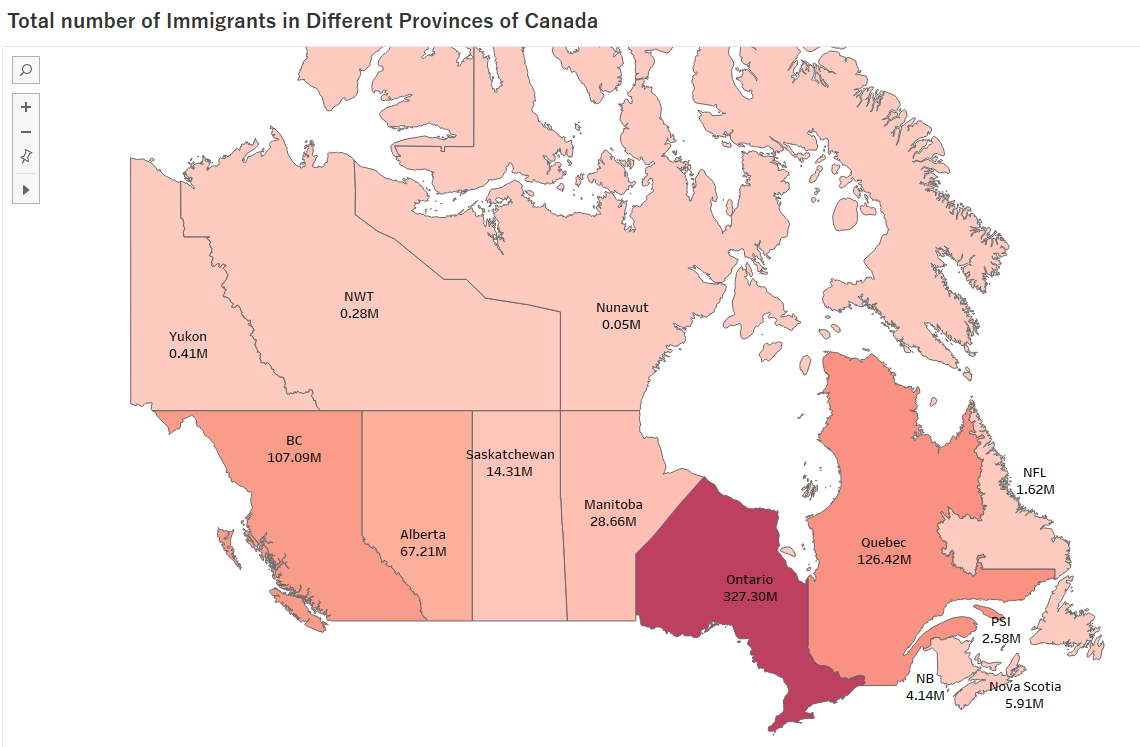 Total number of Immigrants in Different Provinces of Canada
NWT
0.28M
Nunavut
0.05M
Yukon
0.41M
BC
107.09M
Saskatchewan
14.31M
NFL
1.62M
Manitoba
28.66M
Alberta
67.21M
Quebec
126.42M
Ontario
327.30M
PSI
2.58M
NB
4.14M
Nova Scotia
5.91M